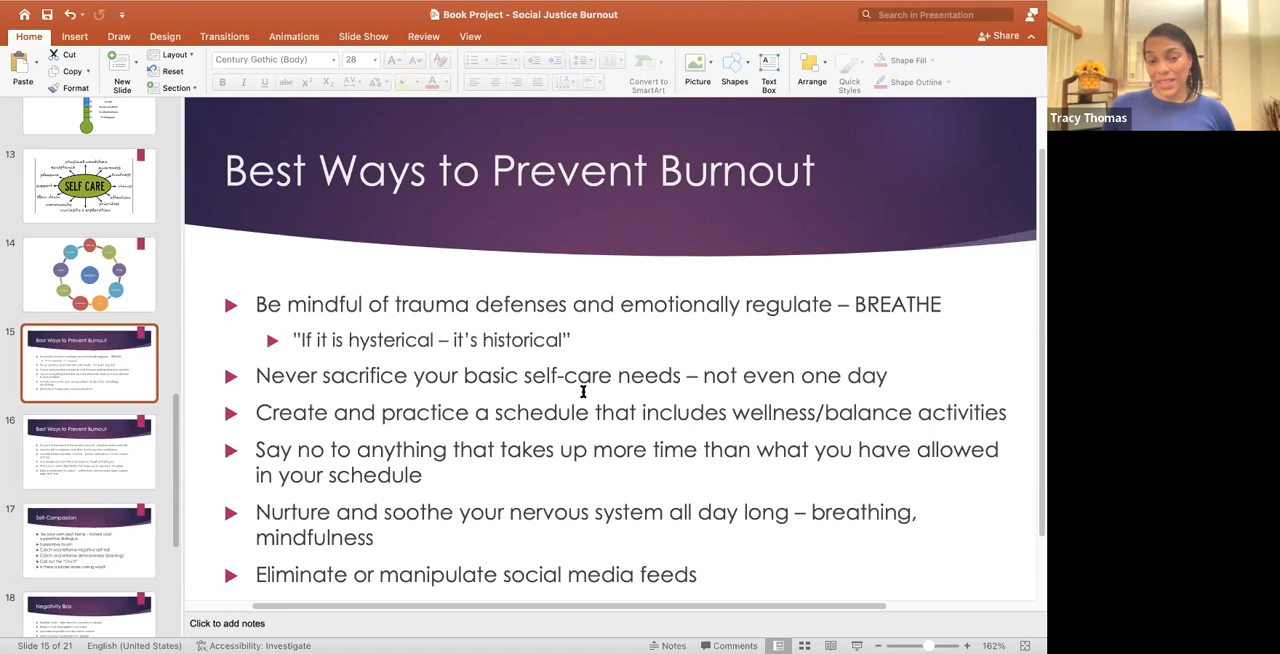 Book Project - Social Justice Burnout
Search in Presentation
Home Insert Draw Design Transitions Animations Slide Show Review View
Share
Paste
Cut
Copy
Format
New
Slide
Layout
Reset
Section
Century Gothic (Body) 28
Convert to
SmartArt
Picture
Shapes
Text
Box
Arrange
Quick
Styles
Shape Fill
Shape Outline
Tracy Thomas
13
SELF CARE
14
15
Best Ways to Prevent Burnout
16
Best Ways to Prevent Burnout
17
Self-Compassion
18
Negativity Bias
Best Ways to Prevent Burnout
Be mindful of trauma defenses and emotionally regulate – BREATHE
"If it is hysterical – it's historical"
Never sacrifice your basic self-care needs – not even one day
Create and practice a schedule that includes wellness/balance activities
Say no to anything that takes up more time than what you have allowed
in your schedule
Nurture and soothe your nervous system all day long – breathing,
mindfulness
Eliminate or manipulate social media feeds
Click to add notes
Slide 15 of 21 English (United States) Accessibility: Investigate Notes Comments 162%